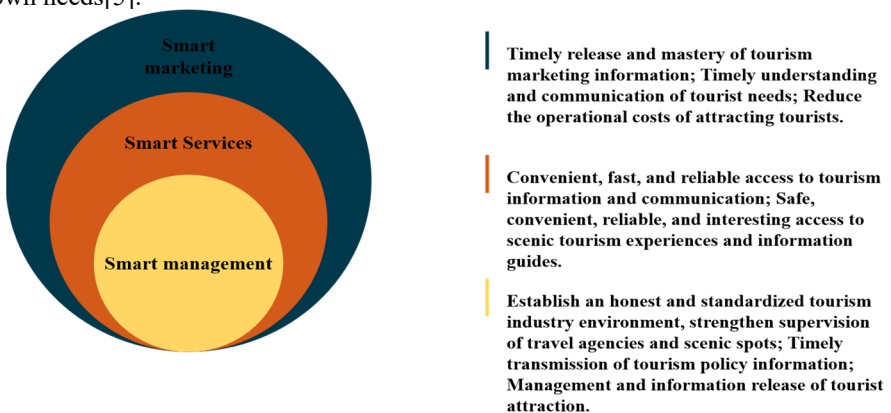 own needs[5].
Smart
marketing
Smart Services
Smart management
Timely release and mastery of tourism
marketing information; Timely understanding
and communication of tourist needs; Reduce
the operational costs of attracting tourists.
Convenient, fast, and reliable access to tourism
information and communication; Safe,
convenient, reliable, and interesting access to
scenic tourism experiences and information
guides.
Establish an honest and standardized tourism
industry environment, strengthen supervision
of travel agencies and scenic spots; Timely
transmission of tourism policy information;
Management and information release of tourist
attraction.